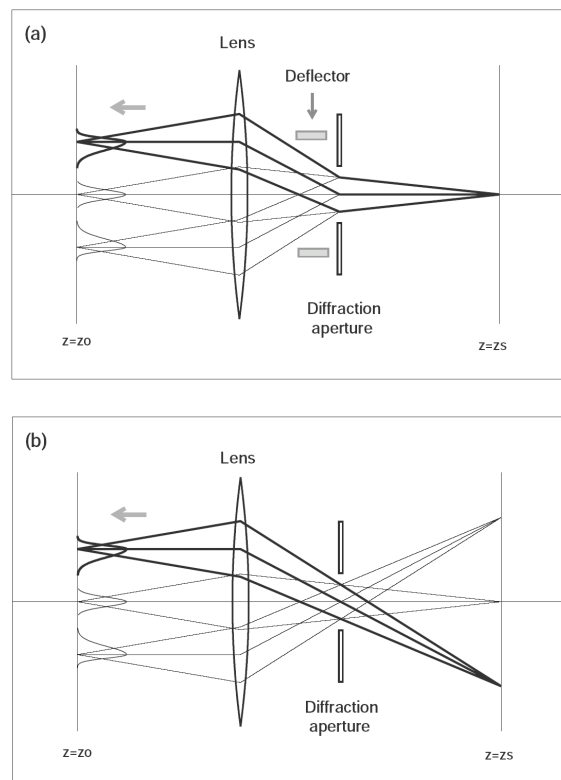 (a)
Lens
Deflector
Diffraction
aperture
z=zo
z=zs
(b)
Lens
Diffraction
aperture
z=zo
z=zs